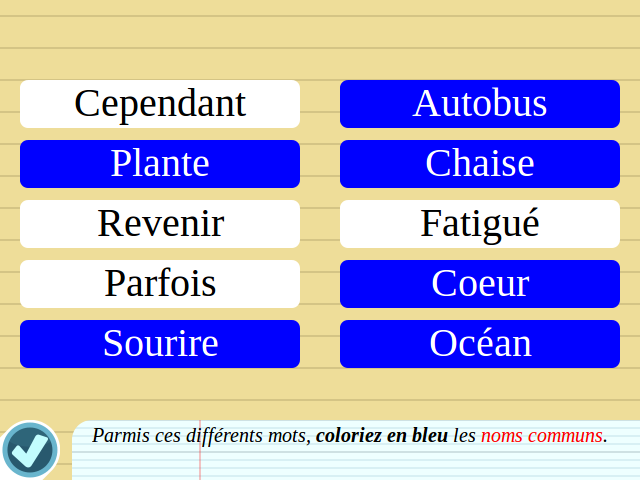 Cependant
Autobus
Plante
Chaise
Revenir
Fatigué
Parfois
Coeur
Sourire
Océan
Parmis ces différents mots, coloriez en bleu les noms communs.